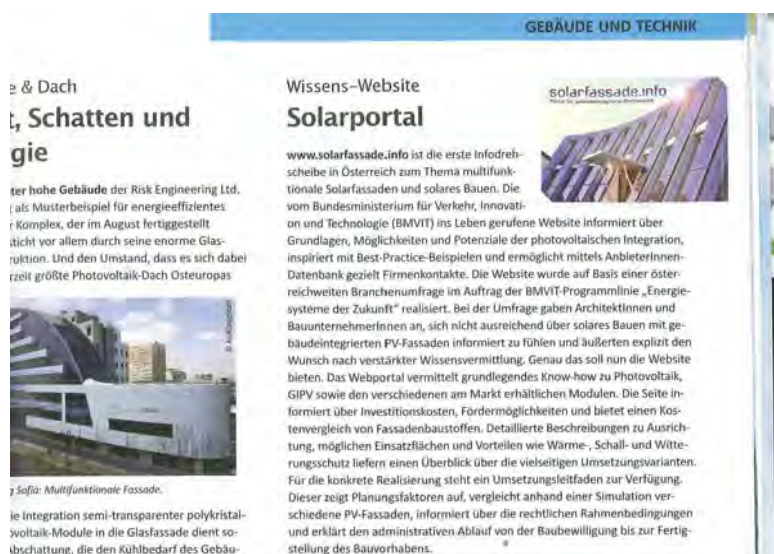 GEBÄUDE UND TECHNIK
e & Dach
t, Schatten und
gie
ter hohe Gebäude der Risk Engineering Ltd.
als Musterbeispiel für energieeffizientes
r Komplex, der im August fertiggestellt
sticht vor allem durch seine enorme Glas-
ruktion. Und den Umstand, dass es sich dabei
rzeit größte Photovoltaik-Dach Osteuropas
g Sofia: Multifunktionale Fassade.
ie Integration semi-transparenter polykristal-
ovoltaik-Module in die Glasfassade dient so-
bschattung, die den Kühlbedarf des Gebäu-
Wissens-Website
Solarportal
solarfassade.info
www.solarfassade.info ist die erste Infodreh-
scheibe in Österreich zum Thema multifunk-
tionale Solarfassaden und solares Bauen. Die
vom Bundesministerium für Verkehr, Innovati-
on und Technologie (BMVIT) ins Leben gerufene Website informiert über
Grundlagen, Möglichkeiten und Potenziale der photovoltaischen Integration,
inspiriert mit Best-Practice-Beispielen und ermöglicht mittels AnbieterInnen-
Datenbank gezielt Firmenkontakte. Die Website wurde auf Basis einer öster-
reichweiten Branchenumfrage im Auftrag der BMVIT-Programmlinie „Energie-
systeme der Zukunft“ realisiert. Bei der Umfrage gaben ArchitektInnen und
BauunternehmerInnen an, sich nicht ausreichend über solares Bauen mit ge-
bäudeintegrierten PV-Fassaden informiert zu fühlen und äußerten explizit den
Wunsch nach verstärkter Wissensvermittlung. Genau das soll nun die Website
bieten. Das Webportal vermittelt grundlegendes Know-how zu Photovoltaik,
GIPV sowie den verschiedenen am Markt erhältlichen Modulen. Die Seite in-
formiert über Investitionskosten, Fördermöglichkeiten und bietet einen Kos-
tenvergleich von Fassadenbaustoffen. Detaillierte Beschreibungen zu Ausrich-
tung, möglichen Einsatzflächen und Vorteilen wie Wärme-, Schall- und Witte-
rungsschutz liefern einen Überblick über die vielseitigen Umsetzungsvarianten.
Für die konkrete Realisierung steht ein Umsetzungsleitfaden zur Verfügung.
Dieser zeigt Planungsfaktoren auf, vergleicht anhand einer Simulation ver-
schiedene PV-Fassaden, informiert über die rechtlichen Rahmenbedingungen
und erklärt den administrativen Ablauf von der Baubewilligung bis zur Fertig-
stellung des Bauvorhabens.